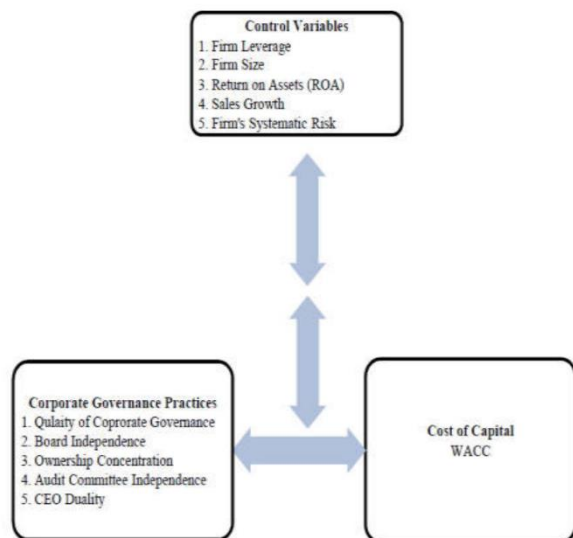 Control Variables
1. Firm Leverage
2. Firm Size
3. Return on Assets (ROA)
4. Sales Growth
5. Firm's Systematic Risk
Corporate Governance Practices
1. Qulaity of Coprorate Governance
2. Board Independence
3. Ownership Concentration
4. Audit Committee Independence
5. CEO Duality
Cost of Capital
WACC